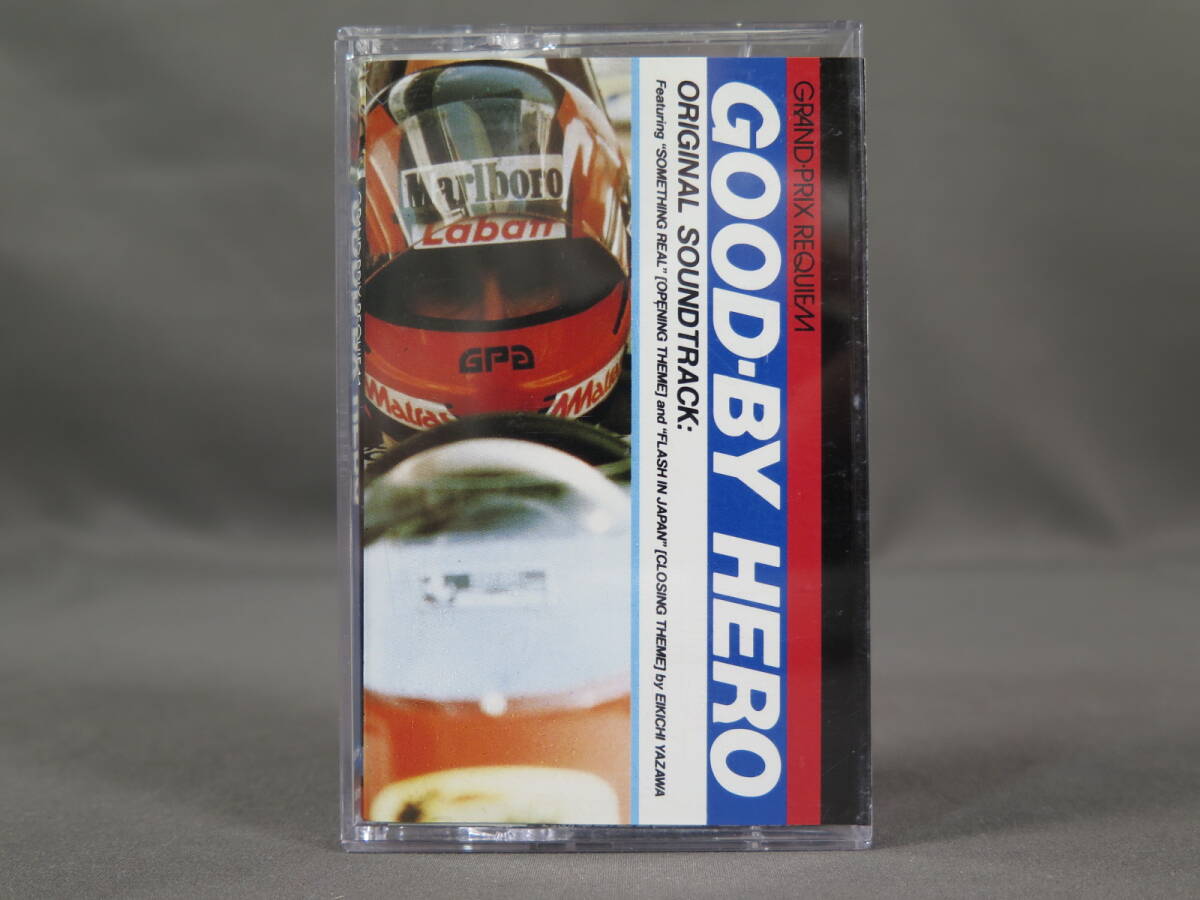 GRAND·PRIX REQUIEM
GOOD·BY HERO
ORIGINAL SOUNDTRACK:
Featuring "SOMETHING REAL" [OPENING THEME] and "FLASH IN JAPAN" [CLOSING THEME] by EIKICHI YAZAWA
Marlboro
Labatt
GPA